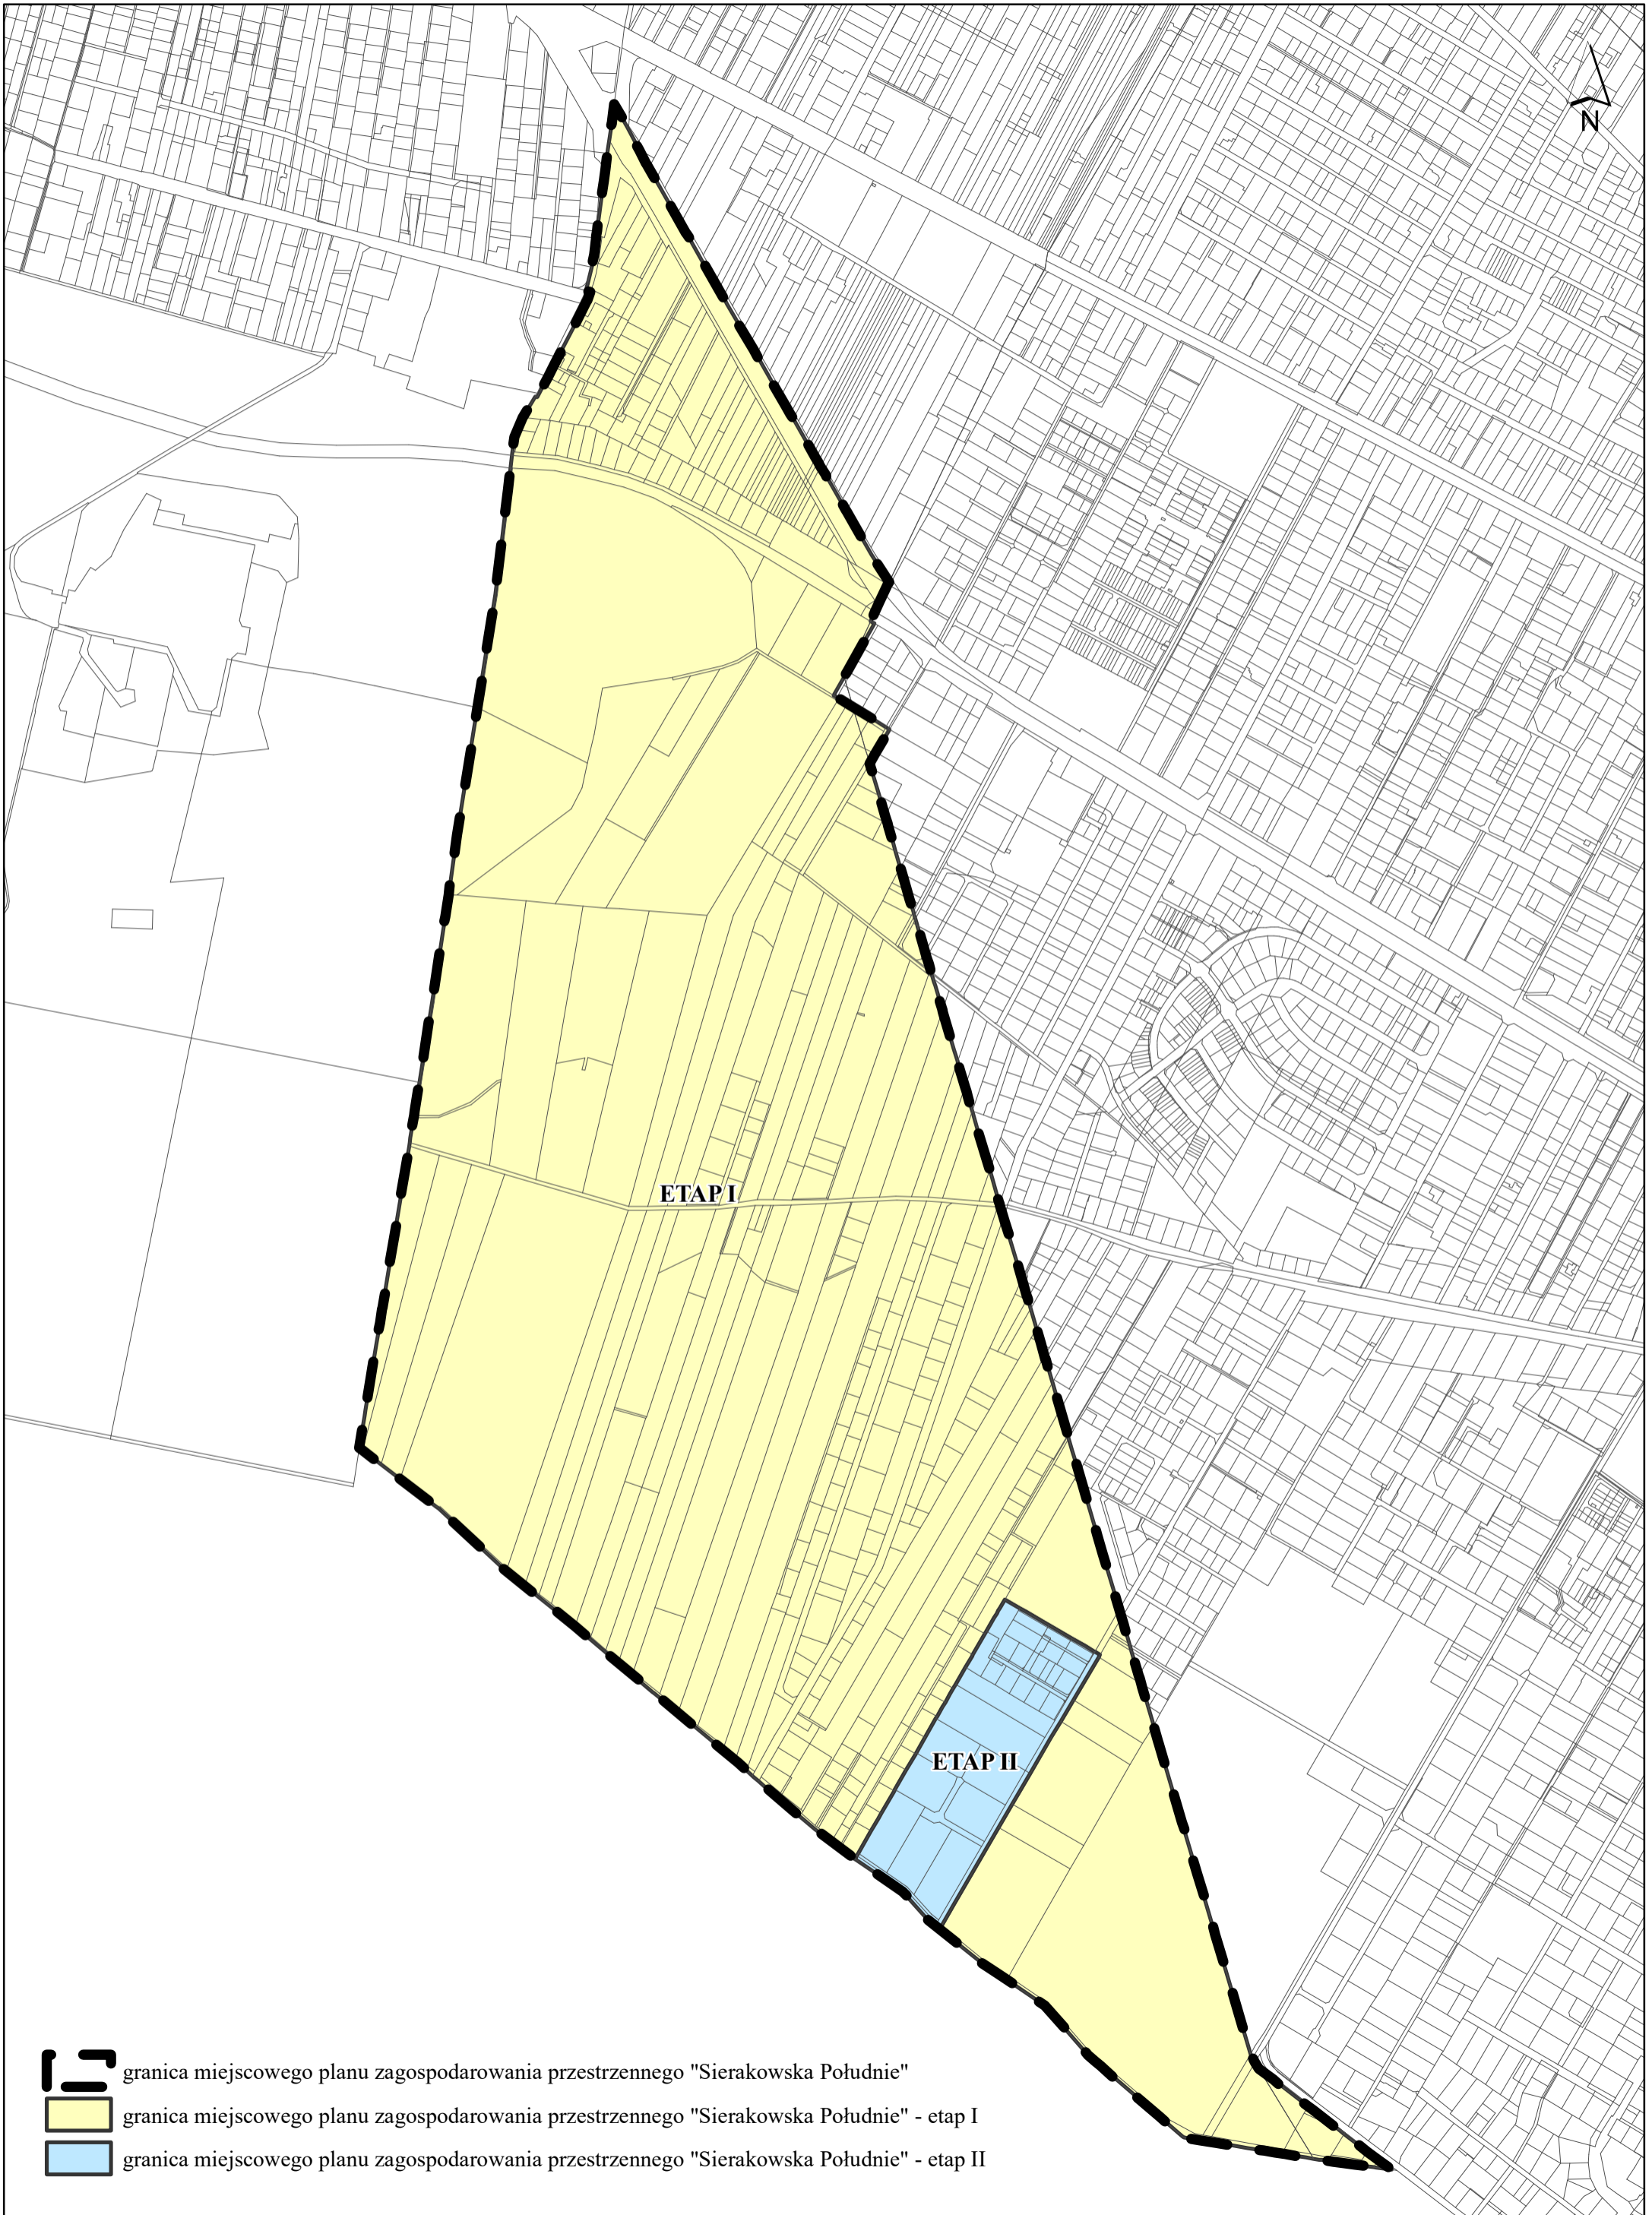 N
ETAP I
ETAP II
granica miejscowego planu zagospodarowania przestrzennego "Sierakowska Południe"
granica miejscowego planu zagospodarowania przestrzennego "Sierakowska Południe" - etap I
granica miejscowego planu zagospodarowania przestrzennego "Sierakowska Południe" - etap II